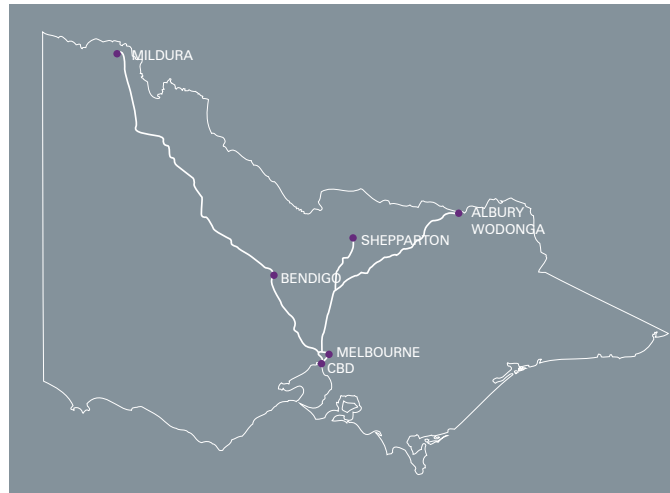 MILDURA
ALBURY
WODONGA
SHEPPARTON
BENDIGO
MELBOURNE
CBD